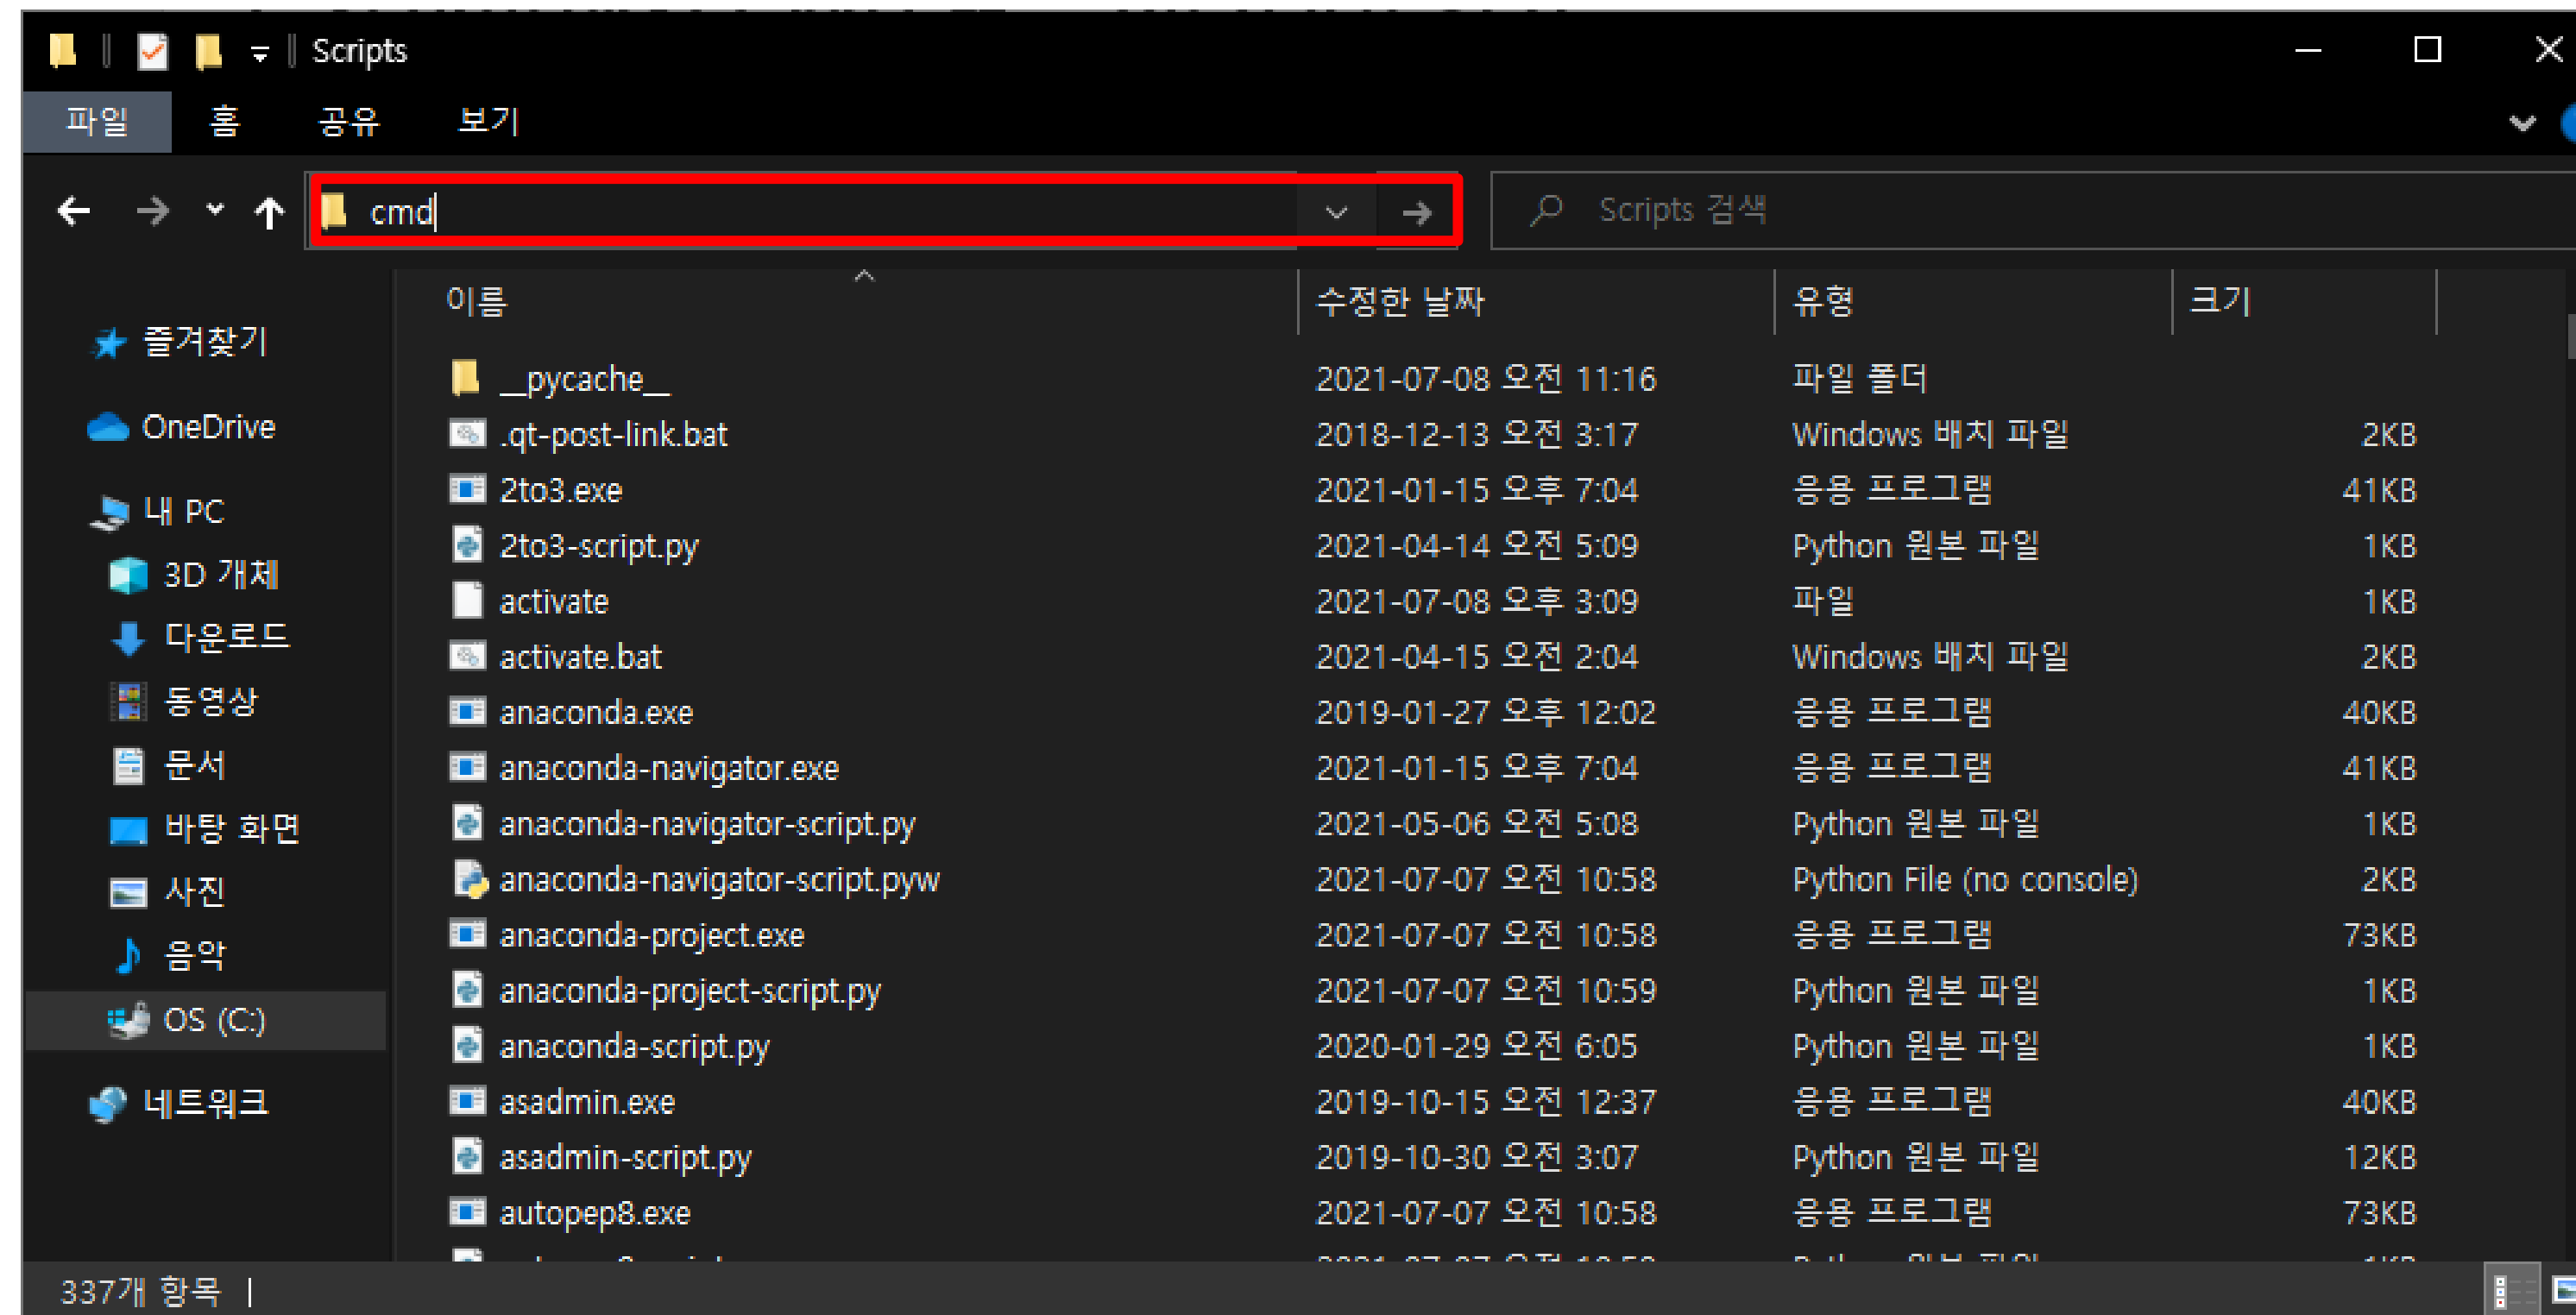 Scripts
파일 홈 공유 보기
cmd
Scripts 검색
이름 수정한 날짜 유형 크기
즐겨찾기
OneDrive
내 PC
3D 개체
다운로드
동영상
문서
바탕 화면
사진
음악
OS (C:)
네트워크
__pycache__ 2021-07-08 오전 11:16 파일 폴더
.qt-post-link.bat 2018-12-13 오전 3:17 Windows 배치 파일 2KB
2to3.exe 2021-01-15 오후 7:04 응용 프로그램 41KB
2to3-script.py 2021-04-14 오전 5:09 Python 원본 파일 1KB
activate 2021-07-08 오후 3:09 파일 1KB
activate.bat 2021-04-15 오전 2:04 Windows 배치 파일 2KB
anaconda.exe 2019-01-27 오후 12:02 응용 프로그램 40KB
anaconda-navigator.exe 2021-01-15 오후 7:04 응용 프로그램 41KB
anaconda-navigator-script.py 2021-05-06 오전 5:08 Python 원본 파일 1KB
anaconda-navigator-script.pyw 2021-07-07 오전 10:58 Python File (no console) 2KB
anaconda-project.exe 2021-07-07 오전 10:58 응용 프로그램 73KB
anaconda-project-script.py 2021-07-07 오전 10:59 Python 원본 파일 1KB
anaconda-script.py 2020-01-29 오전 6:05 Python 원본 파일 1KB
asadmin.exe 2019-10-15 오전 12:37 응용 프로그램 40KB
asadmin-script.py 2019-10-30 오전 3:07 Python 원본 파일 12KB
autopep8.exe 2021-07-07 오전 10:58 응용 프로그램 73KB
337개 항목